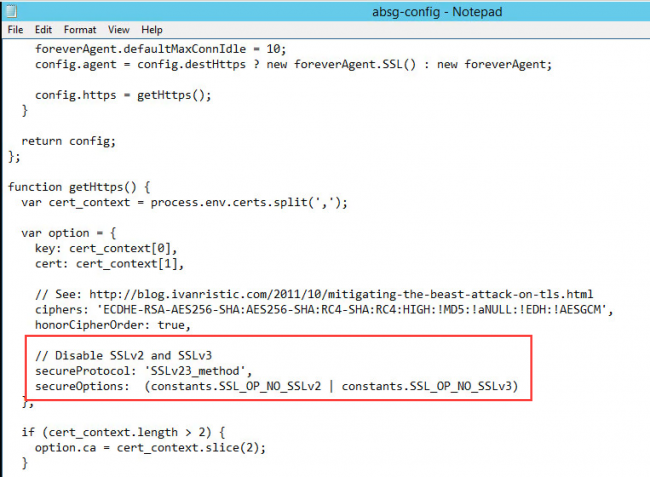 absg-config - Notepad
File Edit Format View Help
foreverAgent.defaultMaxConnIdle = 10;
config.agent = config.destHttps ? new foreverAgent.SSL() : new foreverAgent;
config.https = getHttps();
}
return config;
};
function getHttps() {
var cert_context = process.env.certs.split(',');
var option = {
key: cert_context[0],
cert: cert_context[1],
// See: http://blog.ivanristic.com/2011/10/mitigating-the-beast-attack-on-tls.html
ciphers: 'ECDHE-RSA-AES256-SHA:AES256-SHA:RC4-SHA:RC4:HIGH:!MD5:!aNULL:!EDH:!AESGCM',
honorCipherOrder: true,
// Disable SSLv2 and SSLv3
secureProtocol: 'SSLv23_method',
secureOptions: (constants.SSL_OP_NO_SSLv2 | constants.SSL_OP_NO_SSLv3)
};
if (cert_context.length > 2) {
option.ca = cert_context.slice(2);
}